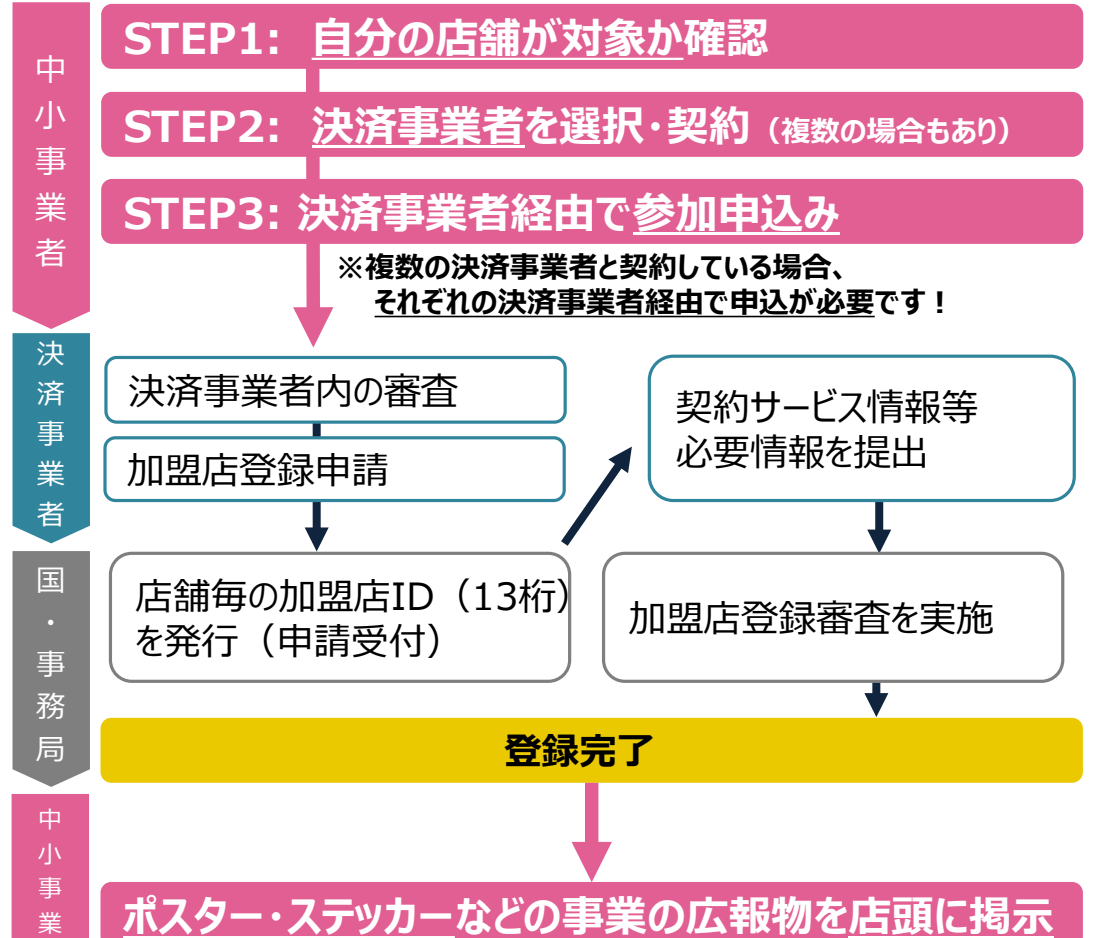 中小事業者
STEP1: 自分の店舗が対象か確認
STEP2: 決済事業者を選択・契約（複数の場合もあり）
STEP3: 決済事業者経由で参加申込み
※複数の決済事業者と契約している場合、
それぞれの決済事業者経由で申込が必要です！
決済事業者
決済事業者内の審査
加盟店登録申請
契約サービス情報等
必要情報を提出
国・事務局
店舗毎の加盟店ID（13桁）
を発行（申請受付）
加盟店登録審査を実施
登録完了
中小事業
ポスター・ステッカーなどの事業の広報物を店頭に掲示